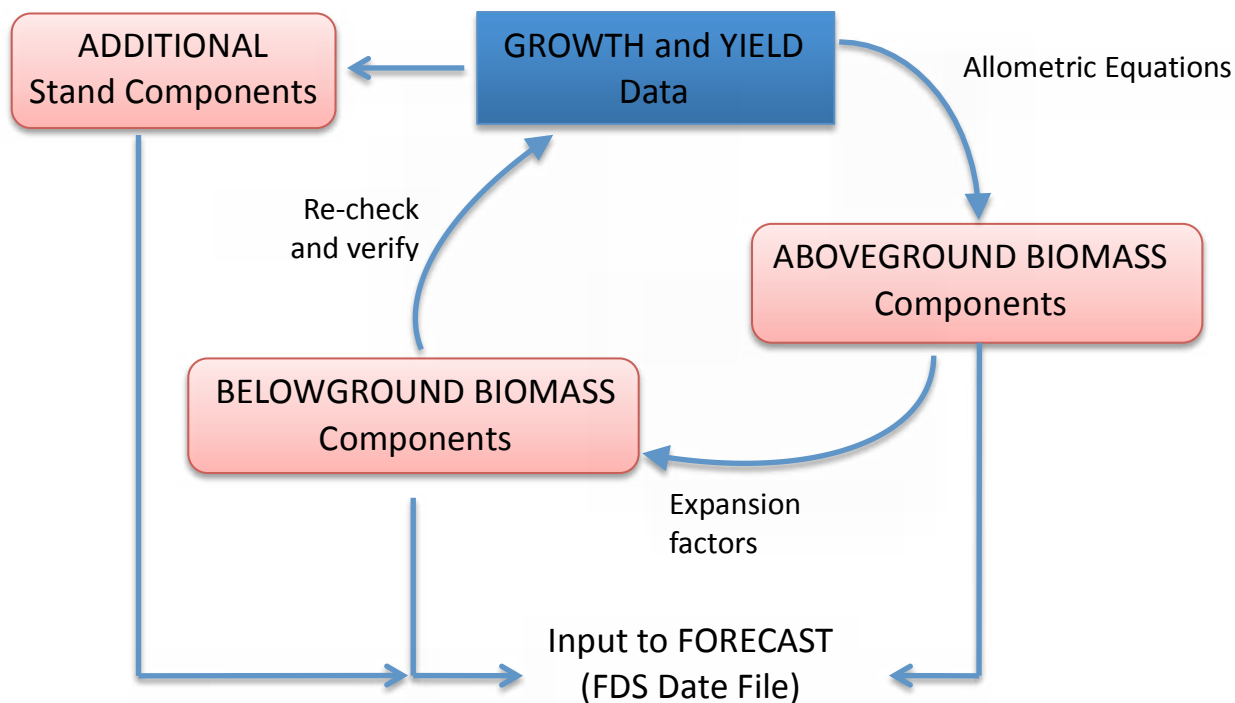 ADDITIONAL
Stand Components
GROWTH and YIELD
Data
Allometric Equations
Re-check
and verify
ABOVEGROUND BIOMASS
Components
BELOWGROUND BIOMASS
Components
Expansion
factors
Input to FORECAST
(FDS Date File)